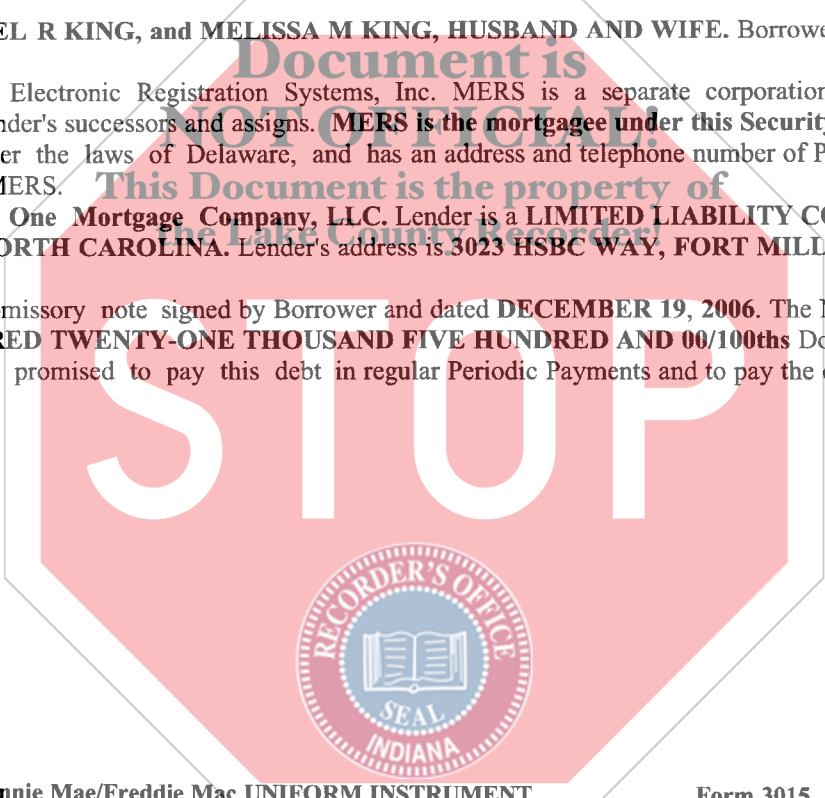 EL R KING, and MELISSA M KING, HUSBAND AND WIFE. Borrowe
Document is
Electronic Registration Systems, Inc. MERS is a separate corporation
NOT OFFICIAL!
nder's successors and assigns. MERS is the mortgagee under this Security
er the laws of Delaware, and has an address and telephone number of P
MERS.
This Document is the property of
One Mortgage Company, LLC. Lender is a LIMITED LIABILITY CO
the Lake County Recorder!
ORTH CAROLINA. Lender's address is 3023 HSBC WAY, FORT MILL
missory note signed by Borrower and dated DECEMBER 19, 2006. The N
RED TWENTY-ONE THOUSAND FIVE HUNDRED AND 00/100ths Do
promised to pay this debt in regular Periodic Payments and to pay the
STOP
RECORDER'S OFFICE
SEAL
INDIANA
nnie Mae/Freddie Mac UNIFORM INSTRUMENT
Form 3015